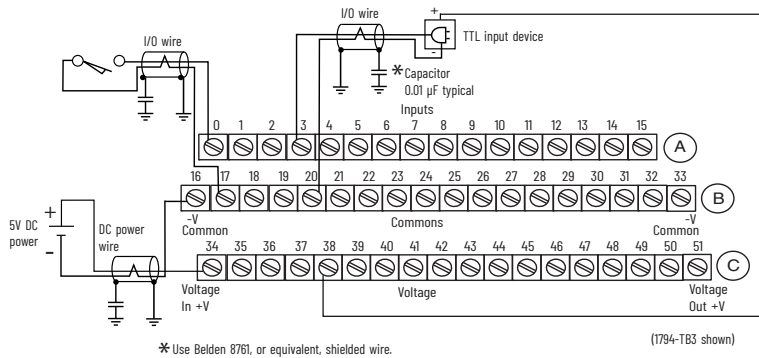 I/O wire
I/O wire
+
TTL input device
-
* Capacitor
0.01 µF typical
Inputs
0 1 2 3 4 5 6 7 8 9 10 11 12 13 14 15
A
16 17 18 19 20 21 22 23 24 25 26 27 28 29 30 31 32 33
B
-V
Common
Commons
-V
Common
5V DC
power
+
-
DC power
wire
34 35 36 37 38 39 40 41 42 43 44 45 46 47 48 49 50 51
C
Voltage
In +V
Voltage
Voltage
Out +V
(1794-TB3 shown)
* Use Belden 8761, or equivalent, shielded wire.